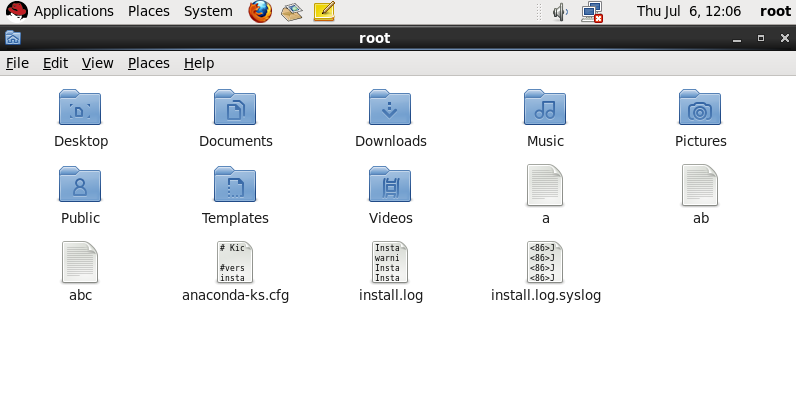 Applications Places System Thu Jul 6, 12:06 root
root
File Edit View Places Help
Desktop Documents Downloads Music Pictures
Public Templates Videos a ab
# Kic
#vers
insta
Insta
warni
Insta
Insta
<86>J
<86>J
<86>J
<86>J
abc anaconda-ks.cfg install.log install.log.syslog